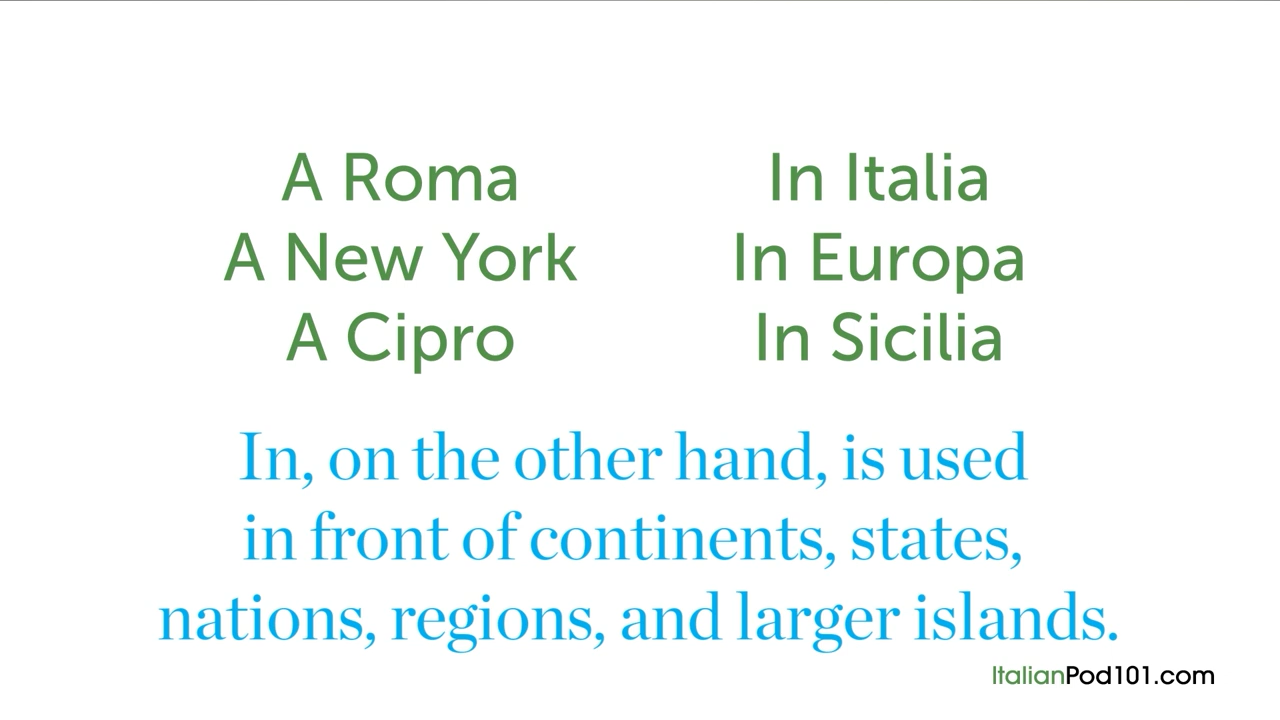 A Roma
A New York
A Cipro
In Italia
In Europa
In Sicilia
In, on the other hand, is used
in front of continents, states,
nations, regions, and larger islands.
ItalianPod101.com